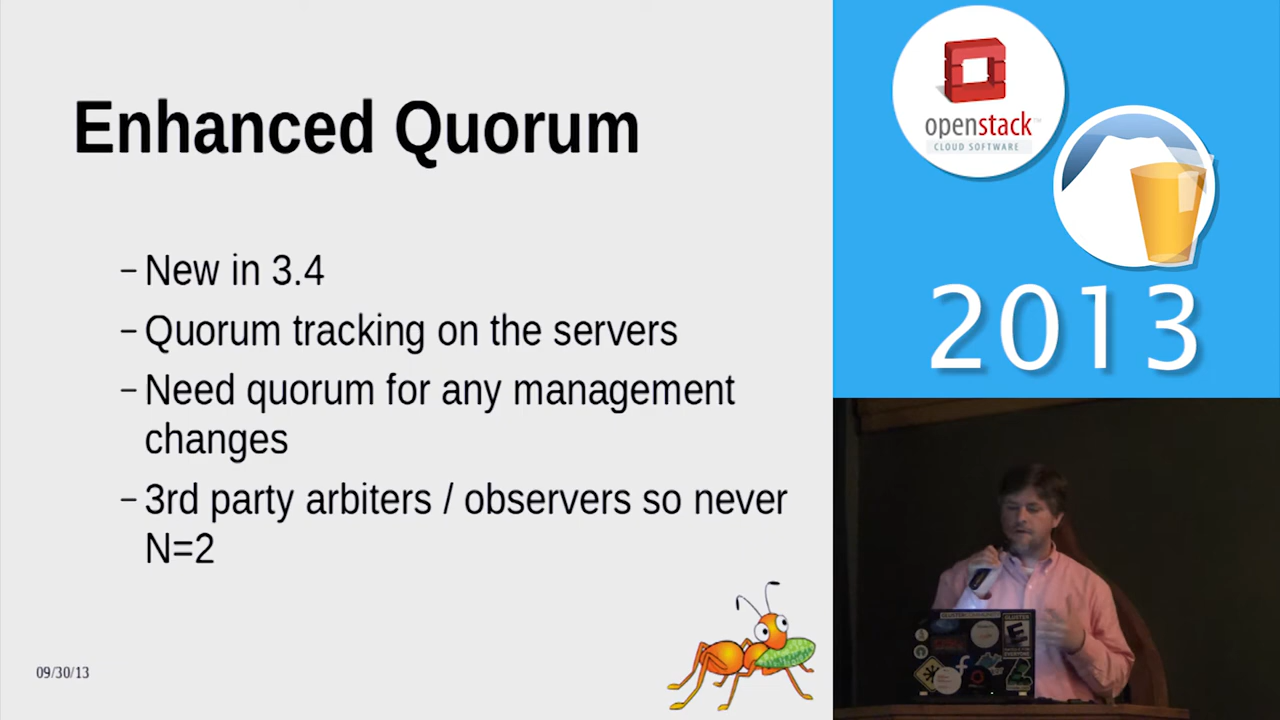 Enhanced Quorum
– New in 3.4
– Quorum tracking on the servers
– Need quorum for any management
changes
– 3rd party arbiters / observers so never
N=2
09/30/13
openstack™
CLOUD SOFTWARE
2013
E